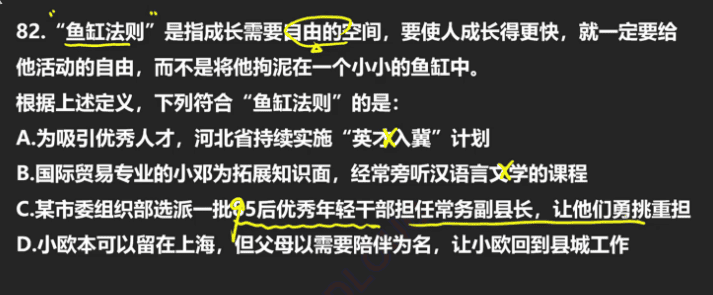 82.“鱼缸法则”是指成长需要自由的空间，要使人成长得更快，就一定要给
他活动的自由，而不是将他拘泥在一个小小的鱼缸中。
根据上述定义，下列符合“鱼缸法则”的是：
A.为吸引优秀人才，河北省持续实施“英才入冀”计划
B.国际贸易专业的小邓为拓展知识面，经常旁听汉语言文学的课程
C.某市委组织部选派一批85后优秀年轻干部担任常务副县长，让他们勇挑重担
D.小欧本可以留在上海，但父母以需要陪伴为名，让小欧回到县城工作